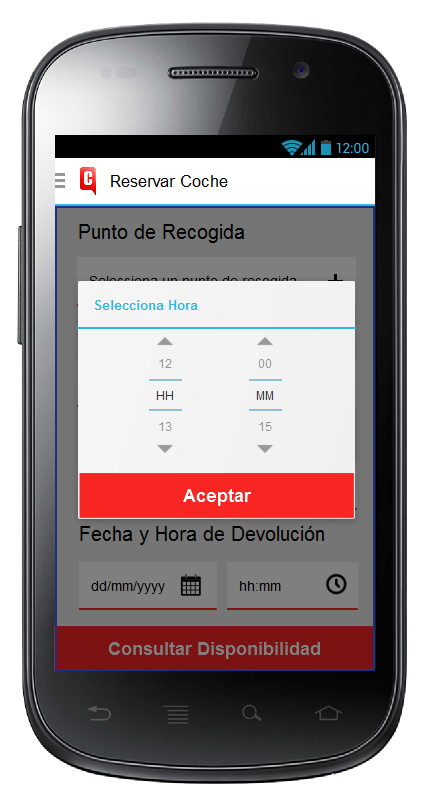 12:00
C
Reservar Coche
Punto de Recogida
Selecciona un punto de recogida
Selecciona Hora
12 00
HH MM
13 15
Aceptar
Fecha y Hora de Devolución
dd/mm/yyyy hh:mm
Consultar Disponibilidad